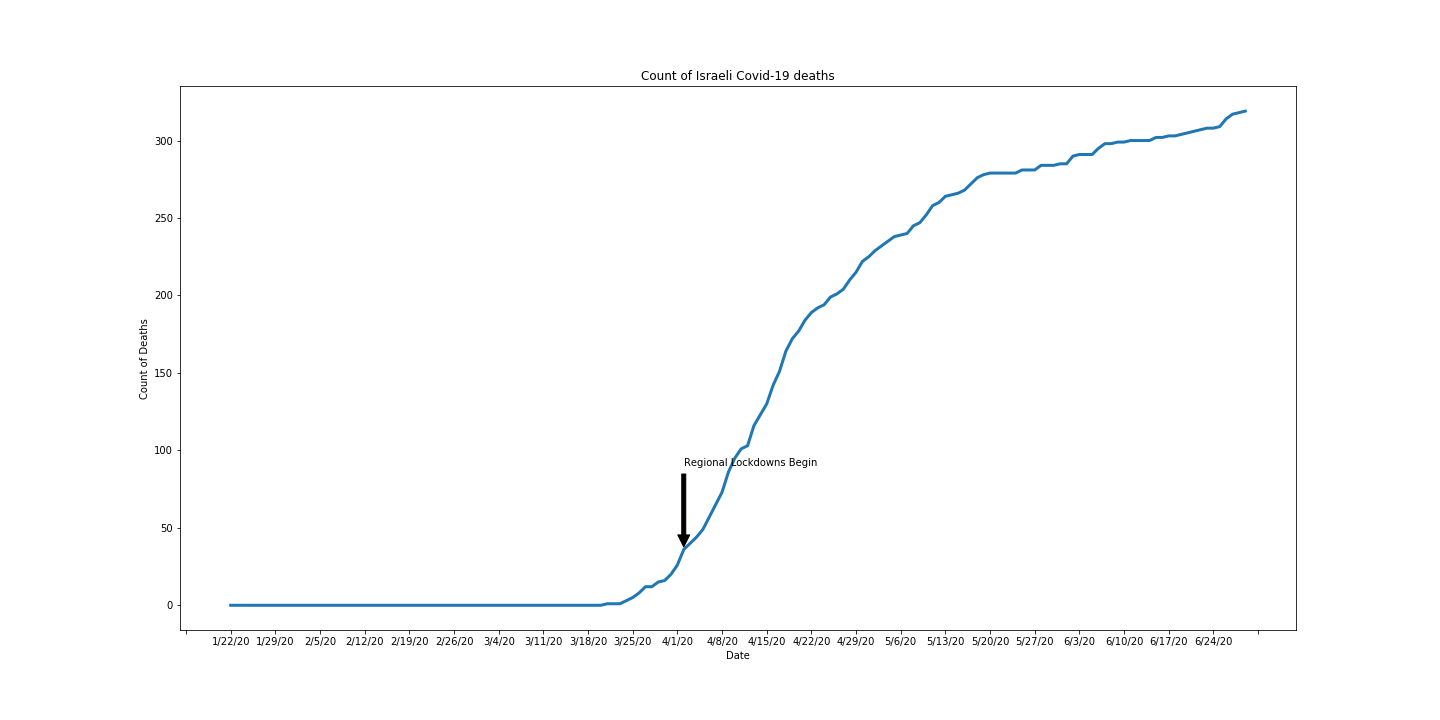 Count of Israeli Covid-19 deaths
300
250
200
150
100
50
0
Count of Deaths
Regional Lockdowns Begin
1/22/20 1/29/20 2/5/20 2/12/20 2/19/20 2/26/20 3/4/20 3/11/20 3/18/20 3/25/20 4/1/20 4/8/20 4/15/20 4/22/20 4/29/20 5/6/20 5/13/20 5/20/20 5/27/20 6/3/20 6/10/20 6/17/20 6/24/20
Date